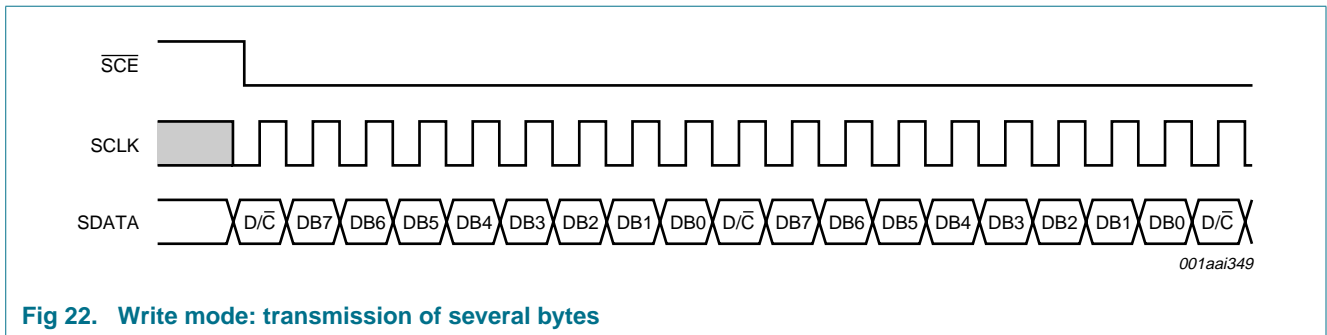 SCE
SCLK
SDATA D/C DB7 DB6 DB5 DB4 DB3 DB2 DB1 DB0 D/C DB7 DB6 DB5 DB4 DB3 DB2 DB1 DB0 D/C
001aai349
Fig 22. Write mode: transmission of several bytes